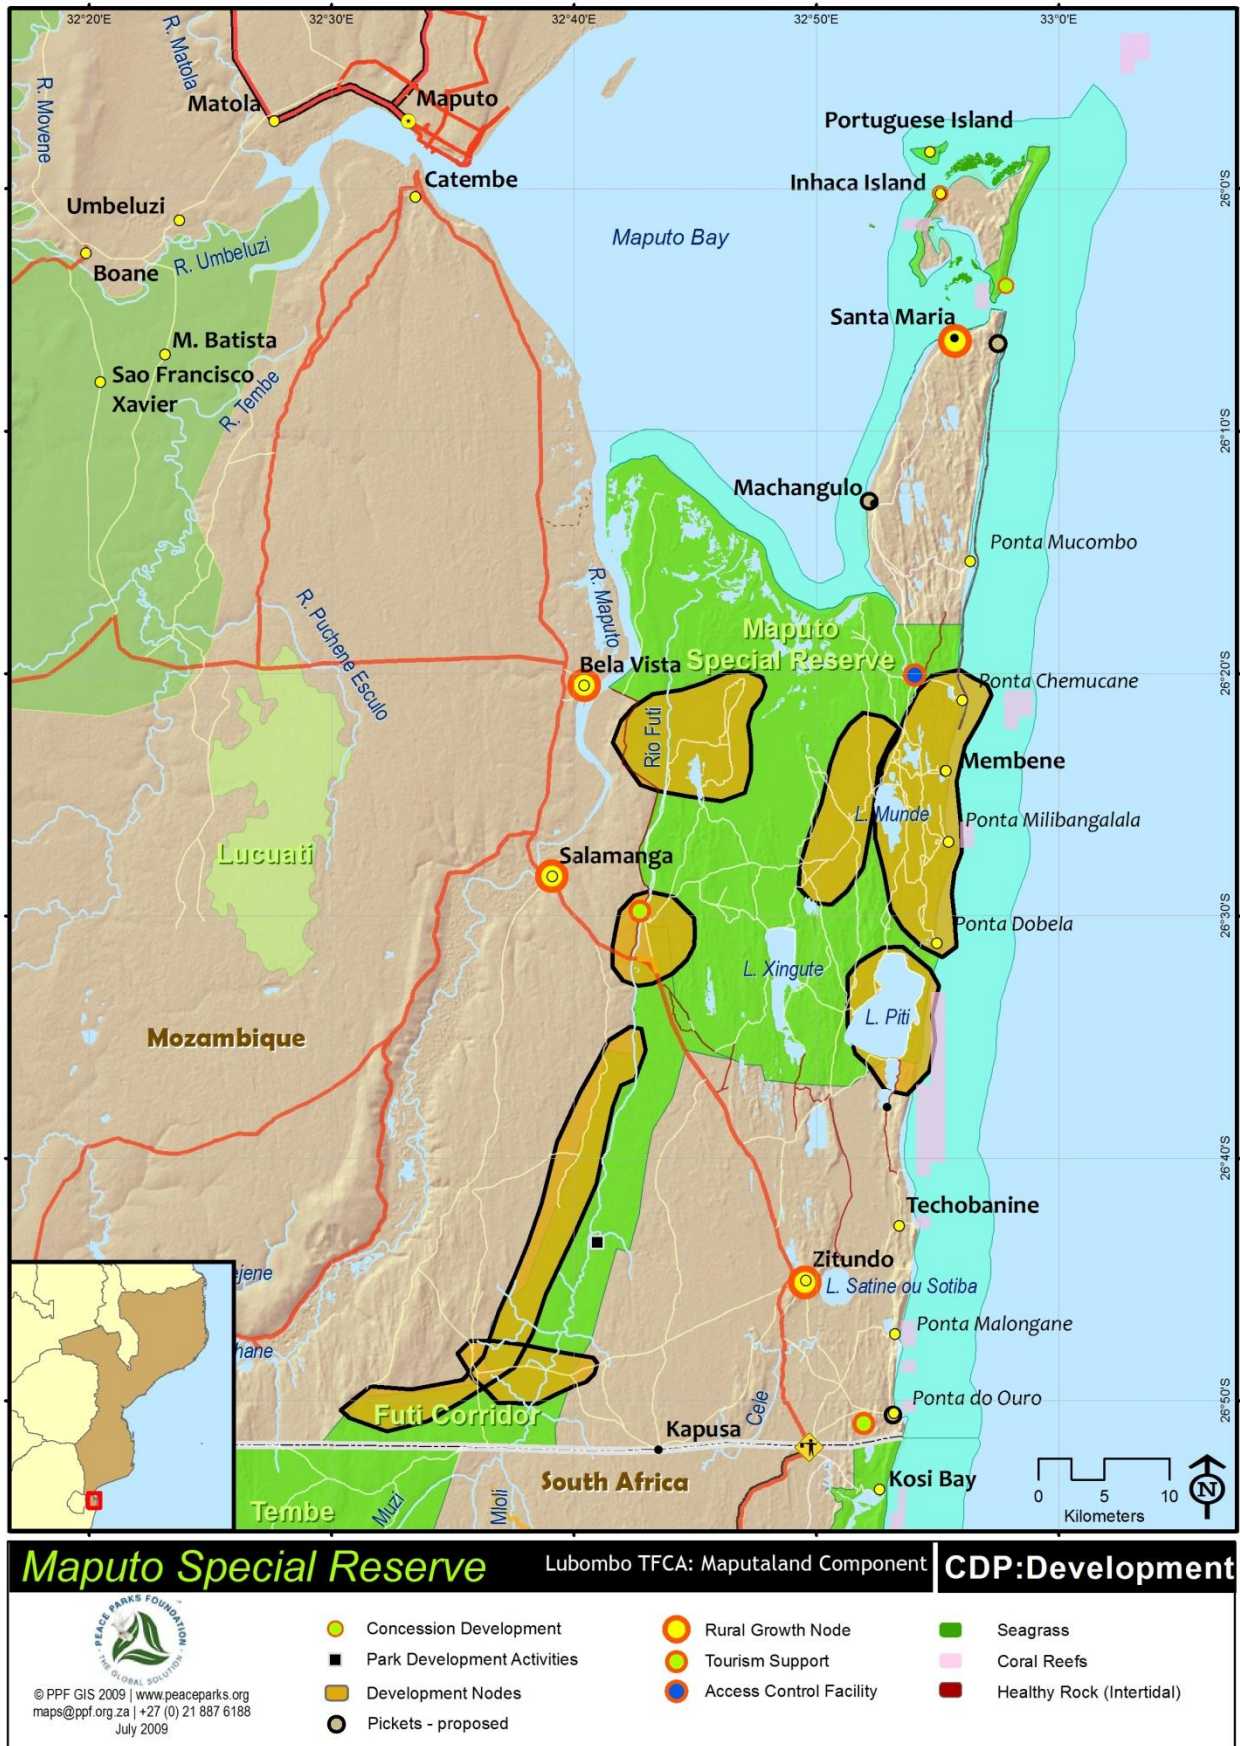 32°20'E
32°30'E
32°40'E
32°50'E
33°0'E
R. Movene
R. Matola
Matola
Maputo
Portuguese Island
Inhaca Island
Catembe
26°0'S
Umbeluzi
Maputo Bay
R. Umbeluzi
Boane
Santa Maria
M. Batista
Sao Francisco
Xavier
R. Tembe
26°10'S
Machangulo
Ponta Mucombo
R. Maputo
R. Puchene Esculo
Maputo
Special Reserve
Bela Vista
26°20'S
Ponta Chemucane
Rio Futi
Membene
L. Munde
Ponta Milibangalala
Lucuati
Salamanga
26°30'S
Ponta Dobela
L. Xingute
L. Piti
Mozambique
26°40'S
Techobanine
Zitundo
L. Satine ou Sotiba
ejene
Ponta Malongane
hane
Ponta do Ouro
26°50'S
Futi Corridor
Cele
Kapusa
South Africa
Kosi Bay
Tembe
Muzi
Mloli
0 5 10
Kilometers
N
Maputo Special Reserve
Lubombo TFCA: Maputaland Component
CDP:Development
PEACE PARKS FOUNDATION
THE GLOBAL SOLUTION
© PPF GIS 2009 | www.peaceparks.org
maps@ppf.org.za | +27 (0) 21 887 6188
July 2009
Concession Development
Park Development Activities
Development Nodes
Pickets - proposed
Rural Growth Node
Tourism Support
Access Control Facility
Seagrass
Coral Reefs
Healthy Rock (Intertidal)